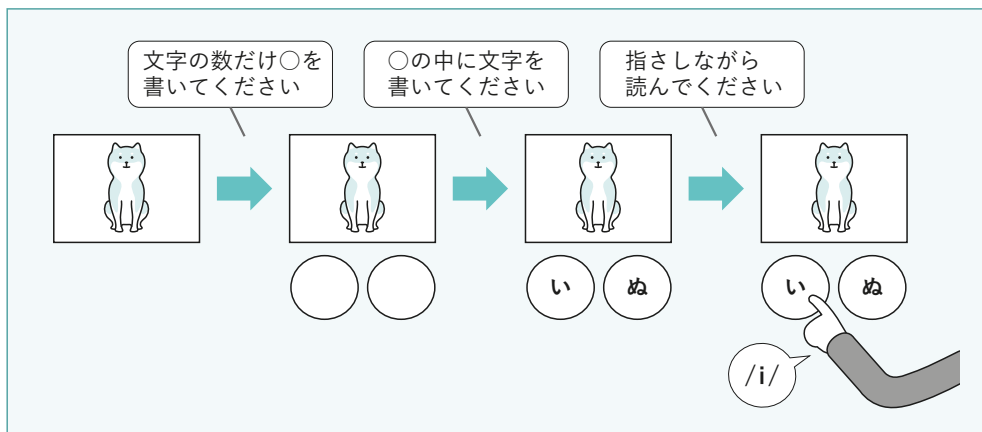 文字の数だけ○を
書いてください
○の中に文字を
書いてください
指さしながら
読んでください
い ぬ
い ぬ
/i/